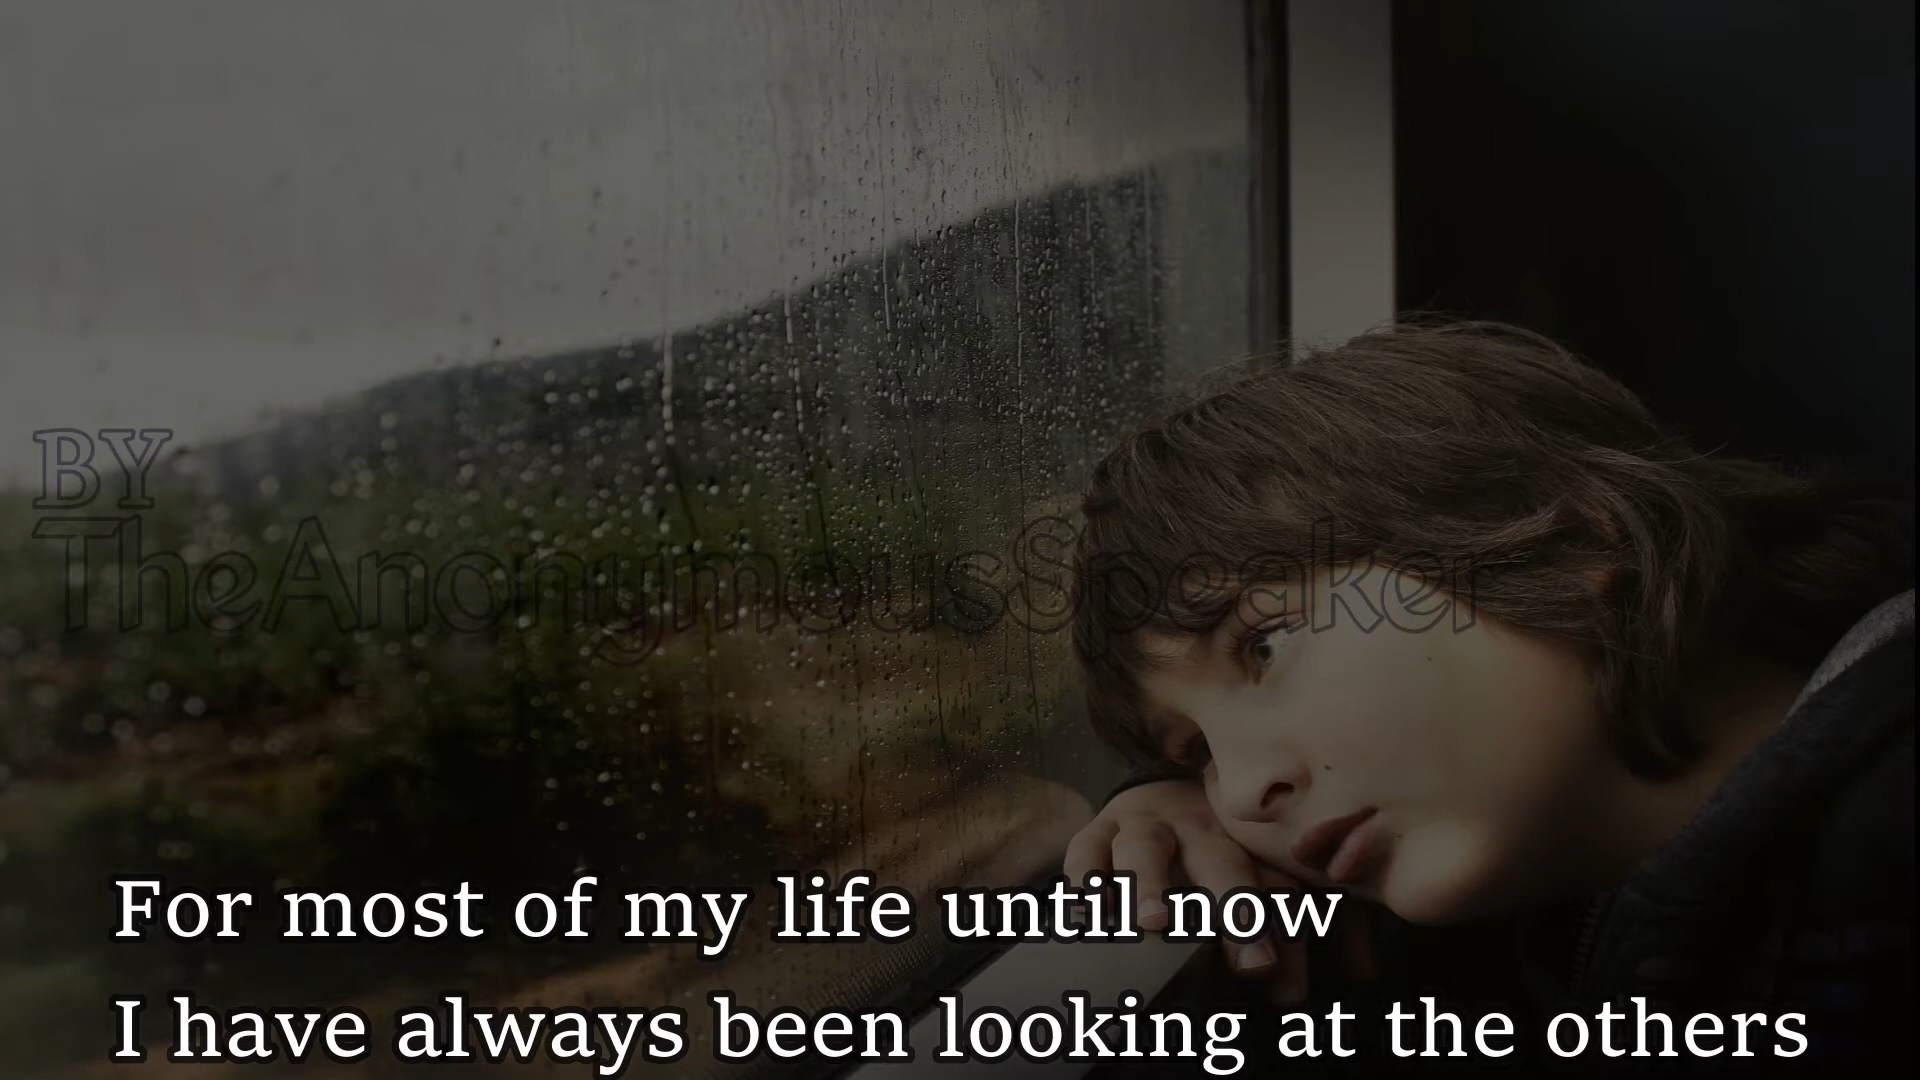 BY
TheAnonymousSpeaker
For most of my life until now
I have always been looking at the others